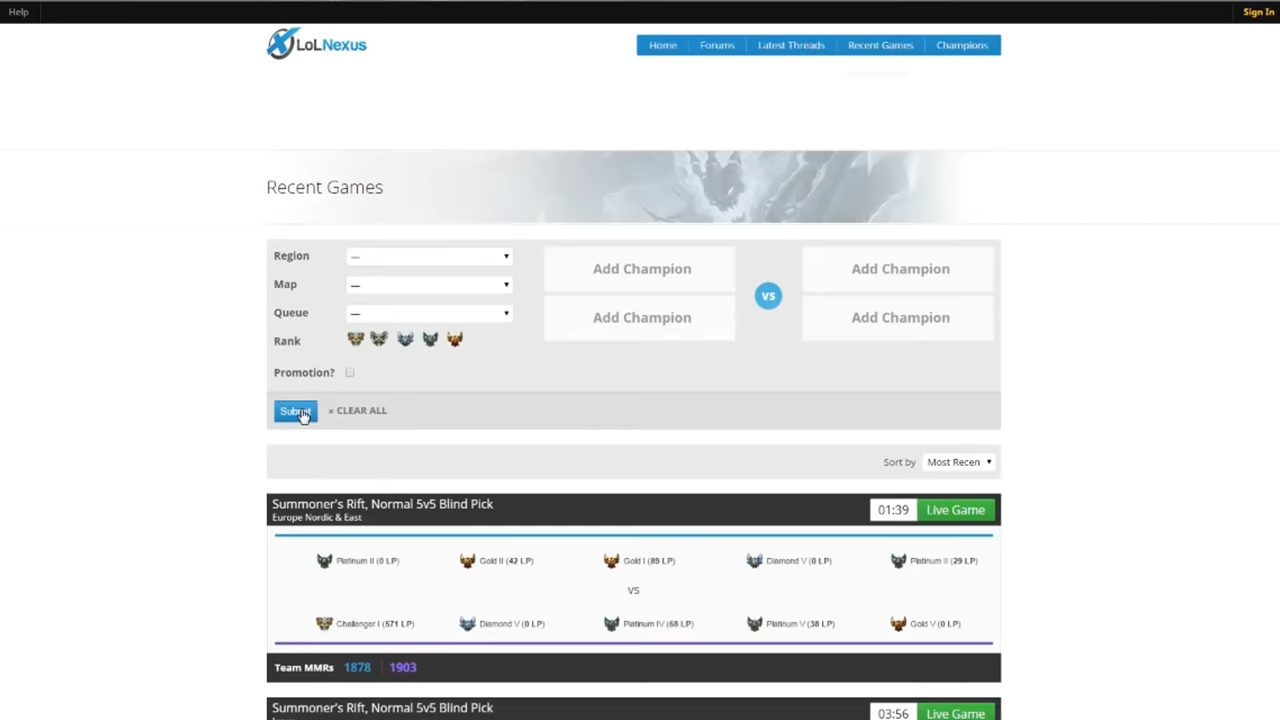 Help
Sign In
LoLNexus
Home Forums Latest Threads Recent Games Champions
Recent Games
Region —
Map —
Queue —
Rank
Promotion?
Add Champion
Add Champion
VS
Add Champion
Add Champion
Submit × CLEAR ALL
Sort by Most Recen
Summoner's Rift, Normal 5v5 Blind Pick
Europe Nordic & East
01:39 Live Game
Platinum II (0 LP) Gold II (42 LP) Gold I (89 LP) Diamond V (0 LP) Platinum II (29 LP)
VS
Challenger I (571 LP) Diamond V (0 LP) Platinum IV (68 LP) Platinum V (38 LP) Gold V (0 LP)
Team MMRs 1878 1903
Summoner's Rift, Normal 5v5 Blind Pick
03:56 Live Game